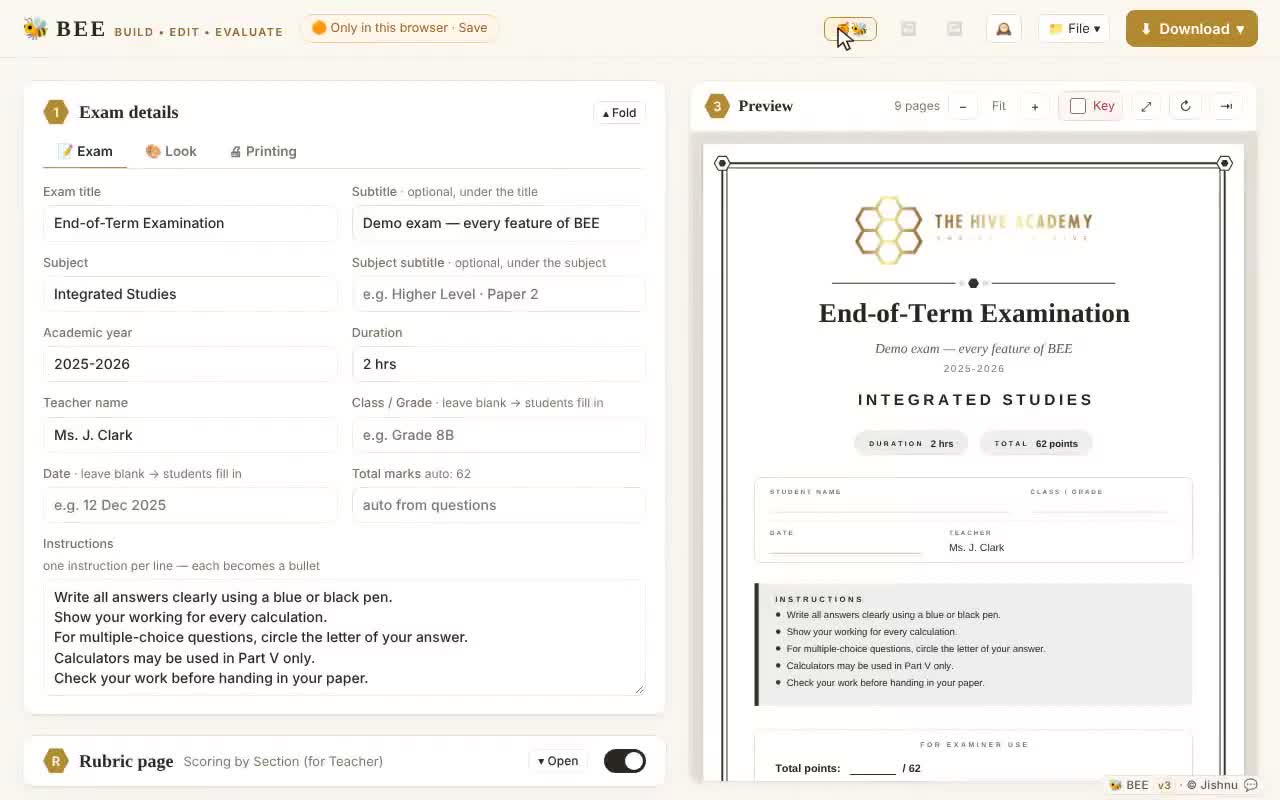 BEE BUILD • EDIT • EVALUATE
Only in this browser · Save
File ▾
Download ▾
1 Exam details
▴ Fold
Exam
Look
Printing
Exam title
End-of-Term Examination
Subtitle · optional, under the title
Demo exam — every feature of BEE
Subject
Integrated Studies
Subject subtitle · optional, under the subject
e.g. Higher Level · Paper 2
Academic year
2025-2026
Duration
2 hrs
Teacher name
Ms. J. Clark
Class / Grade · leave blank → students fill in
e.g. Grade 8B
Date · leave blank → students fill in
e.g. 12 Dec 2025
Total marks auto: 62
auto from questions
Instructions
one instruction per line — each becomes a bullet
Write all answers clearly using a blue or black pen.
Show your working for every calculation.
For multiple-choice questions, circle the letter of your answer.
Calculators may be used in Part V only.
Check your work before handing in your paper.
R Rubric page Scoring by Section (for Teacher)
▾ Open
3 Preview
9 pages − Fit + Key
THE HIVE ACADEMY
End-of-Term Examination
Demo exam — every feature of BEE
2025-2026
INTEGRATED STUDIES
DURATION 2 hrs
TOTAL 62 points
STUDENT NAME
CLASS / GRADE
DATE
TEACHER
Ms. J. Clark
INSTRUCTIONS
• Write all answers clearly using a blue or black pen.
• Show your working for every calculation.
• For multiple-choice questions, circle the letter of your answer.
• Calculators may be used in Part V only.
• Check your work before handing in your paper.
FOR EXAMINER USE
Total points: ______ / 62
BEE v3 · © Jishnu